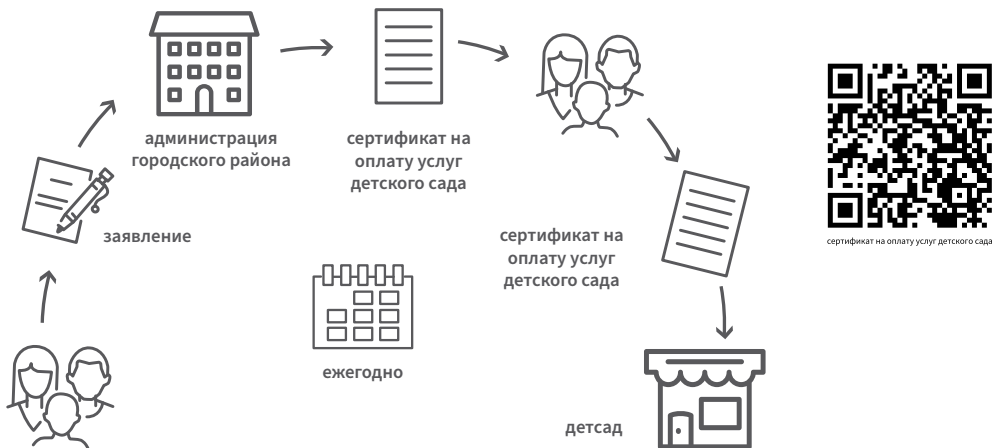 администрация
городского района
сертификат на
оплату услуг
детского сада
заявление
сертификат на
оплату услуг
детского сада
сертификат на оплату услуг детского сада
ежегодно
детсад